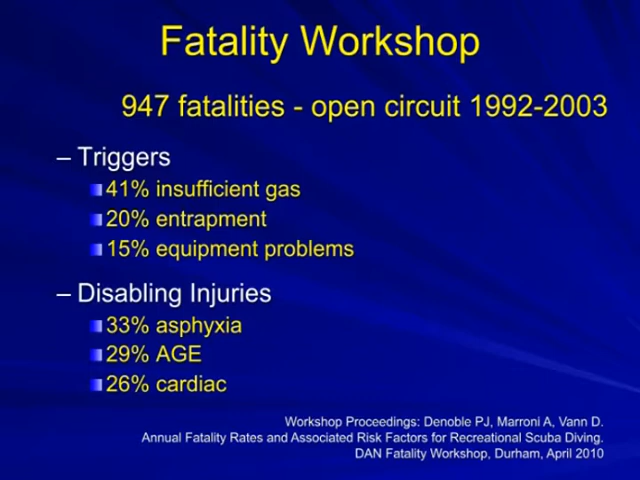 Fatality Workshop
947 fatalities - open circuit 1992-2003
– Triggers
41% insufficient gas
20% entrapment
15% equipment problems
– Disabling Injuries
33% asphyxia
29% AGE
26% cardiac
Workshop Proceedings: Denoble PJ, Marroni A, Vann D.
Annual Fatality Rates and Associated Risk Factors for Recreational Scuba Diving.
DAN Fatality Workshop, Durham, April 2010